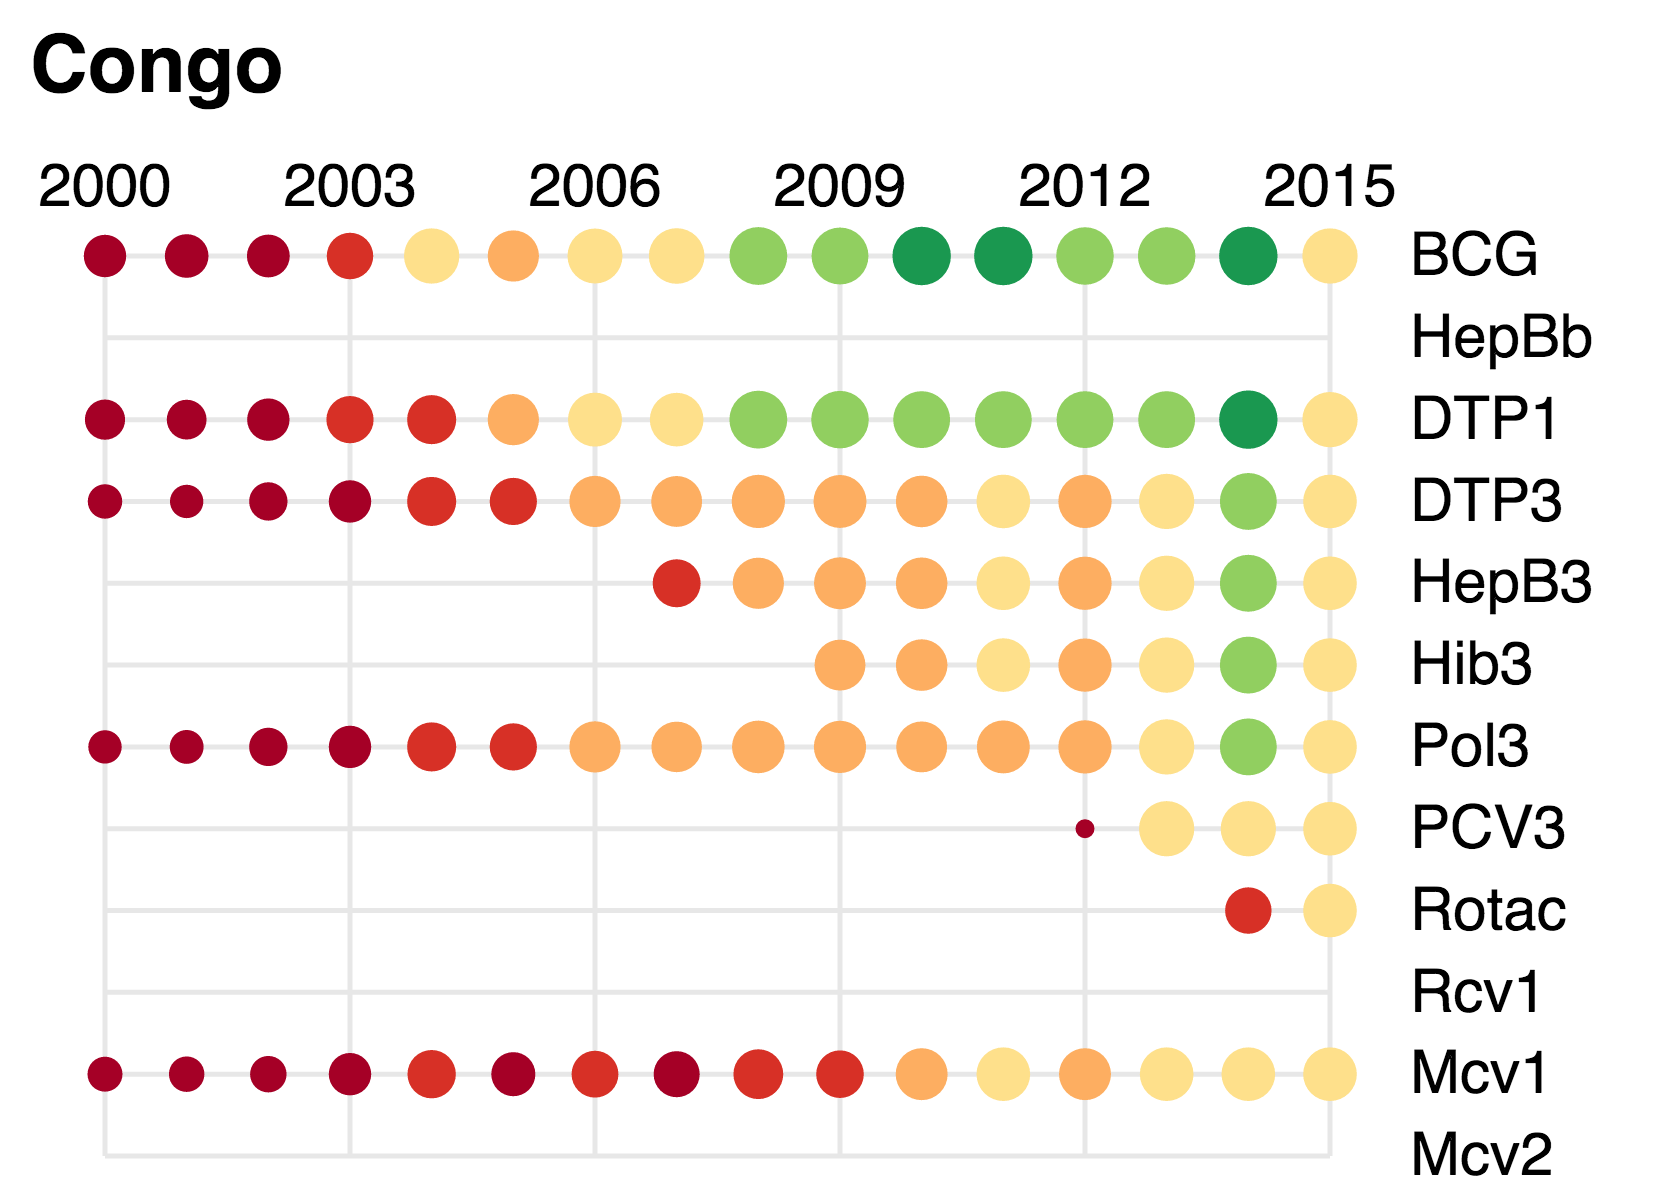 Congo
2000 2003 2006 2009 2012 2015
BCG
HepBb
DTP1
DTP3
HepB3
Hib3
Pol3
PCV3
Rotac
Rcv1
Mcv1
Mcv2